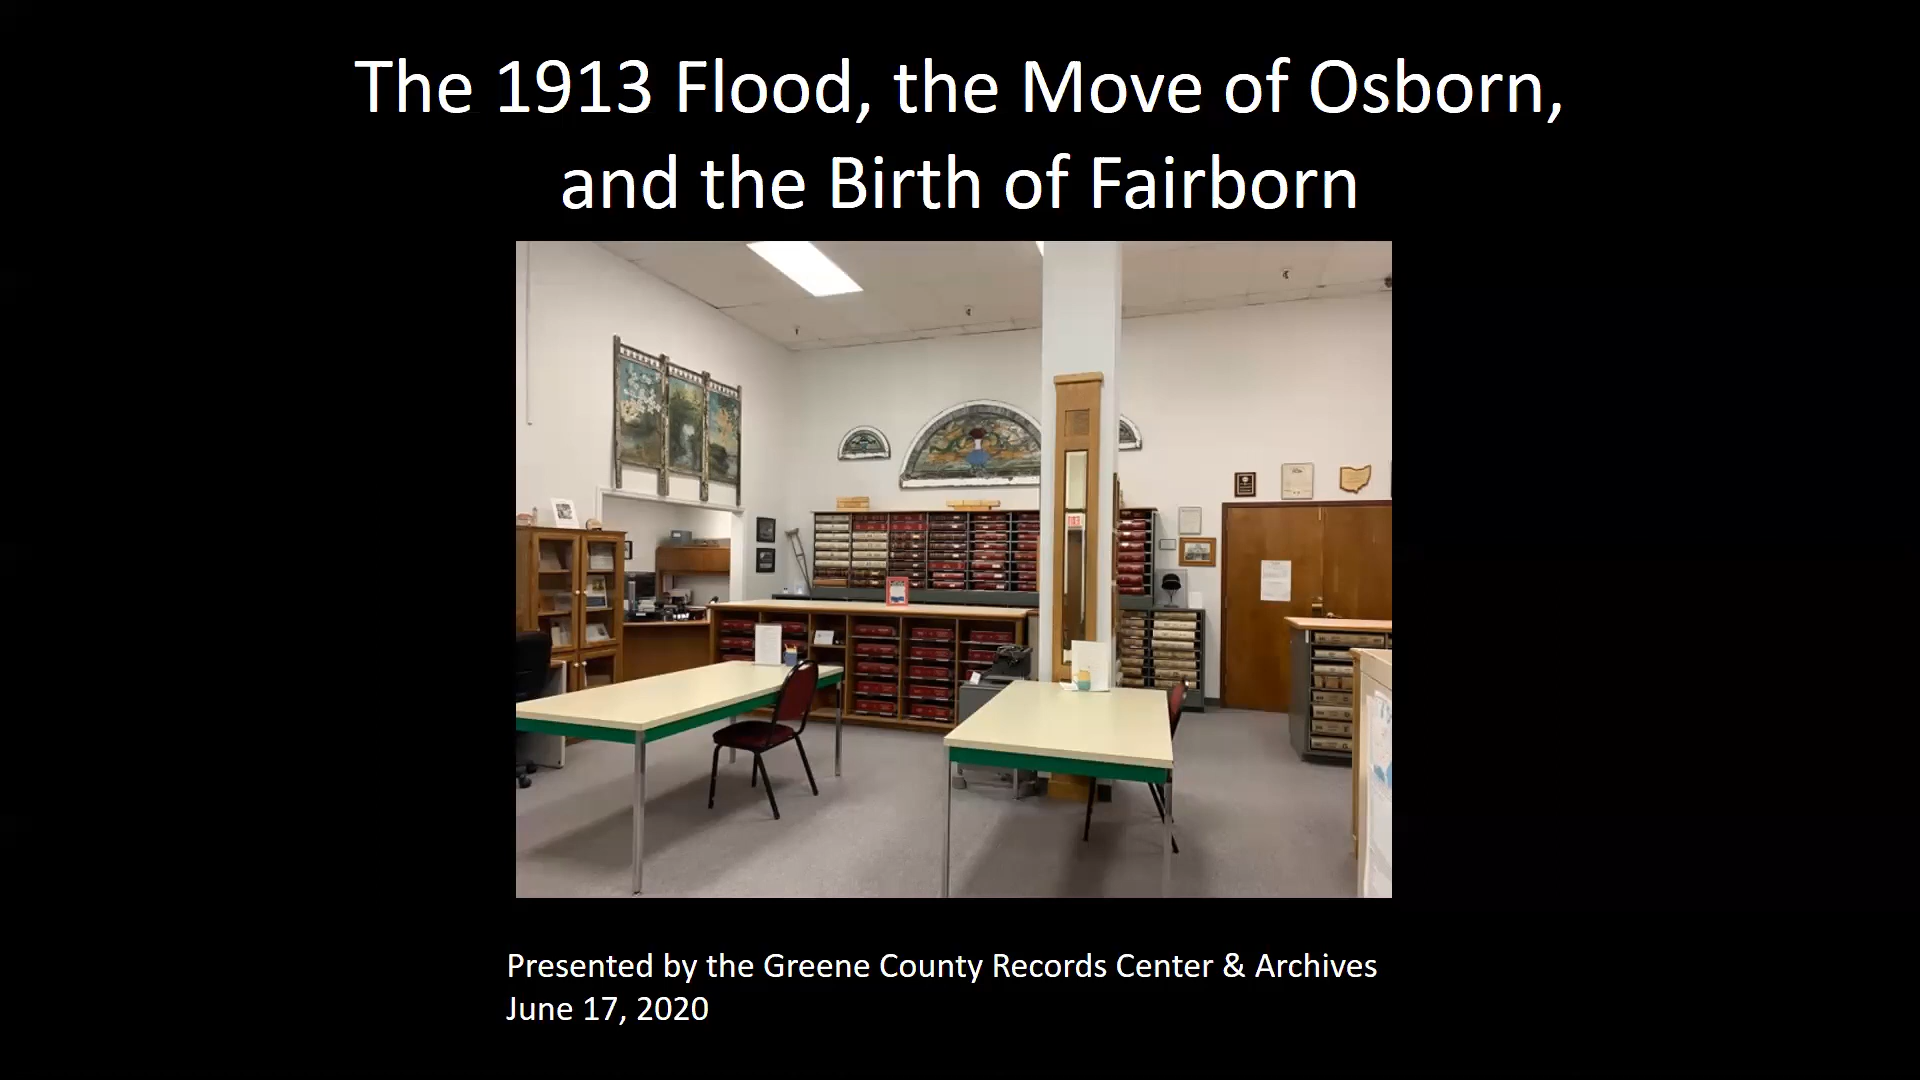 The 1913 Flood, the Move of Osborn,
and the Birth of Fairborn
Presented by the Greene County Records Center & Archives
June 17, 2020